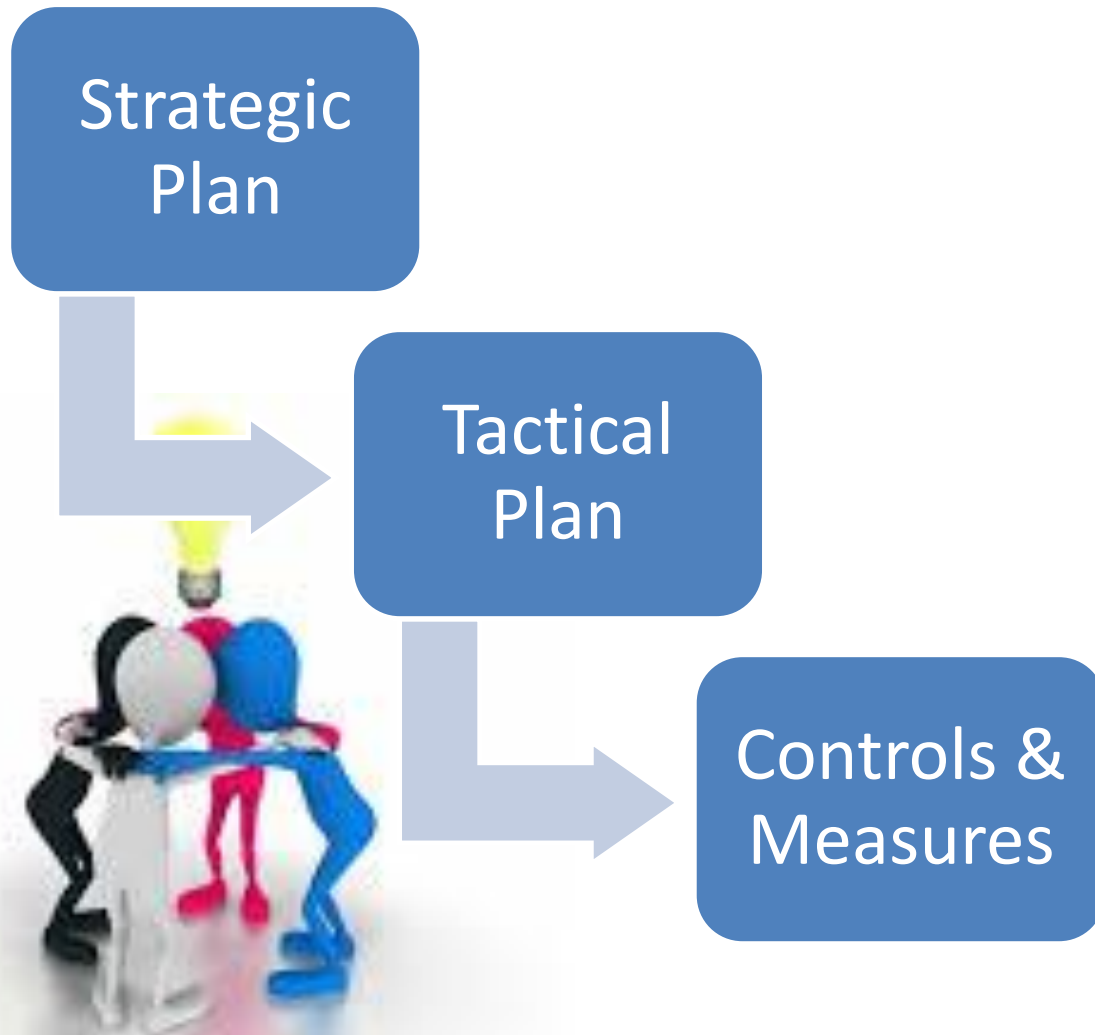 Strategic
Plan
Tactical
Plan
Controls &
Measures